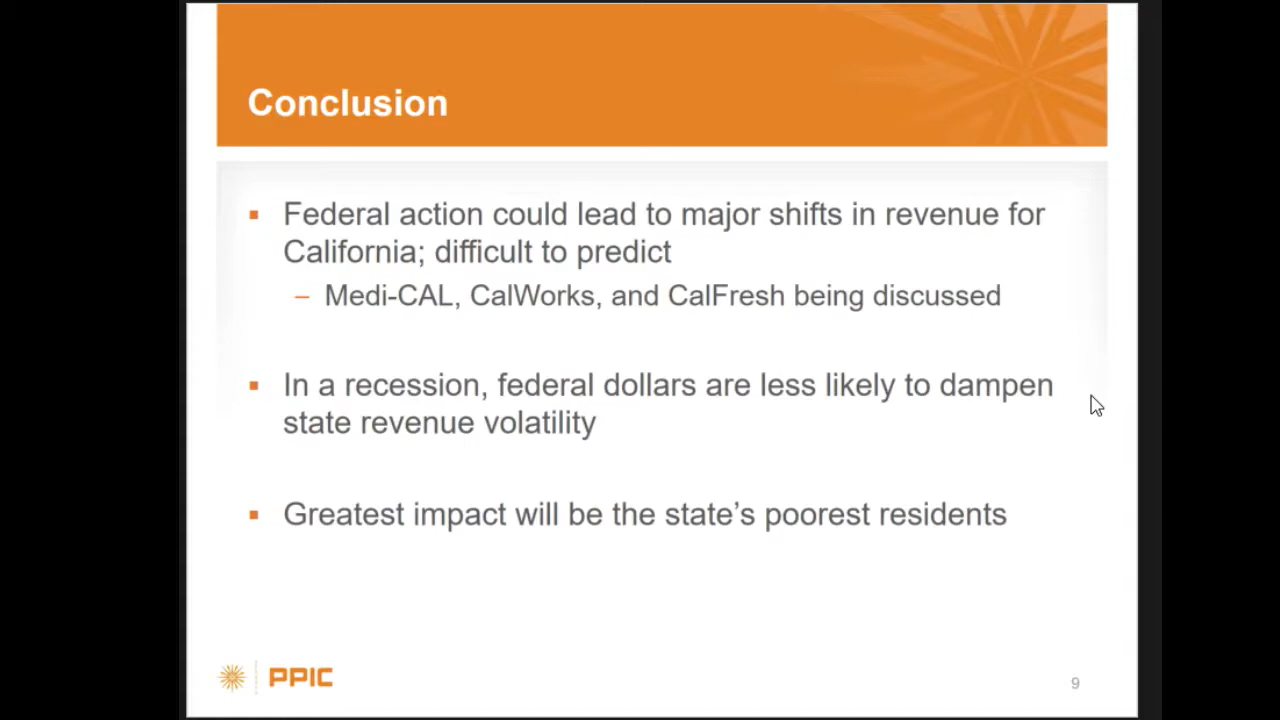 Conclusion
▪ Federal action could lead to major shifts in revenue for
California; difficult to predict
– Medi-CAL, CalWorks, and CalFresh being discussed
▪ In a recession, federal dollars are less likely to dampen
state revenue volatility
▪ Greatest impact will be the state’s poorest residents
PPIC
9